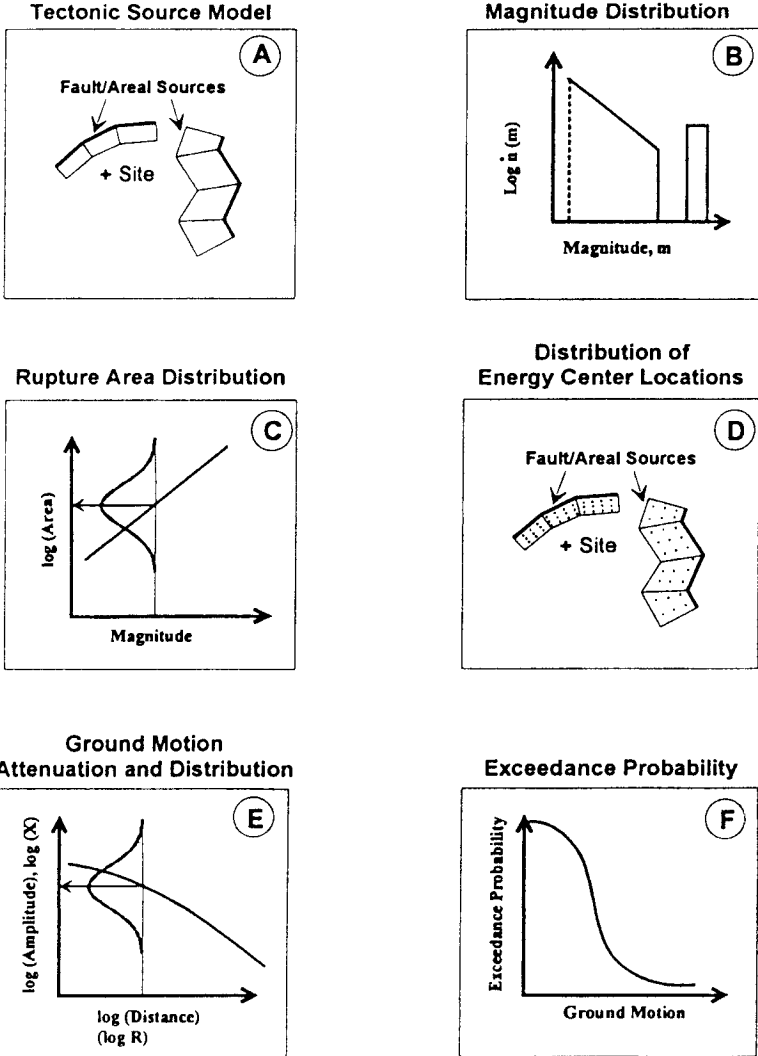 Tectonic Source Model
A
Fault/Areal Sources
+ Site
Magnitude Distribution
B
Log ṅ (m)
Magnitude, m
Rupture Area Distribution
C
log (Area)
Magnitude
Distribution of
Energy Center Locations
D
Fault/Areal Sources
+ Site
Ground Motion
Attenuation and Distribution
E
log (Amplitude), log (X)
log (Distance)
(log R)
Exceedance Probability
F
Exceedance Probability
Ground Motion